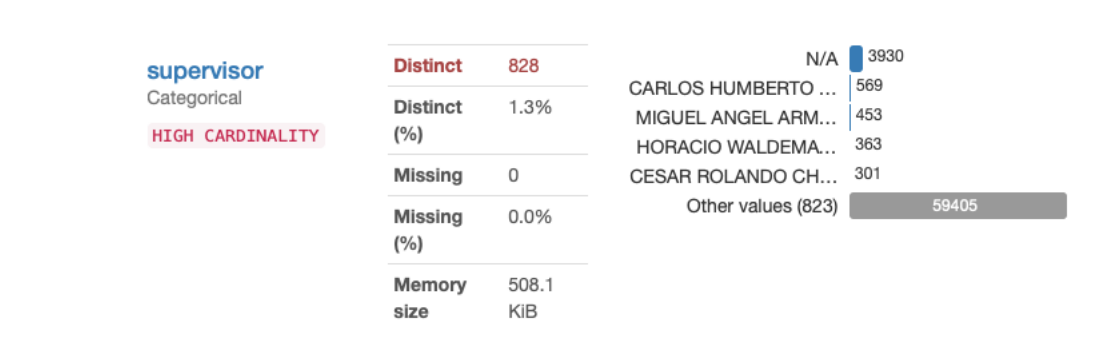 supervisor
Categorical
HIGH CARDINALITY
Distinct 828
Distinct (%) 1.3%
Missing 0
Missing (%) 0.0%
Memory size 508.1 KiB
N/A 3930
CARLOS HUMBERTO ... 569
MIGUEL ANGEL ARM... 453
HORACIO WALDEMA... 363
CESAR ROLANDO CH... 301
Other values (823) 59405